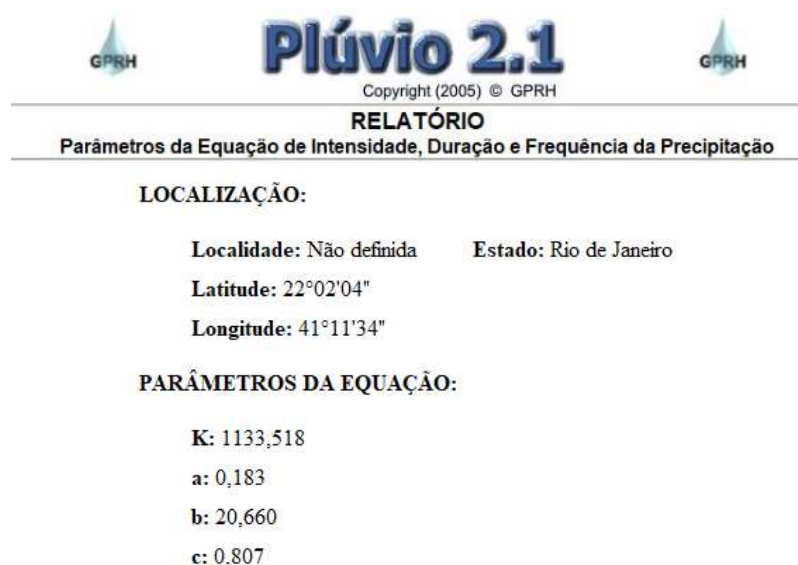 GPRH
Plúvio 2.1
GPRH
Copyright (2005) © GPRH
RELATÓRIO
Parâmetros da Equação de Intensidade, Duração e Frequência da Precipitação
LOCALIZAÇÃO:
Localidade: Não definida Estado: Rio de Janeiro
Latitude: 22°02'04"
Longitude: 41°11'34"
PARÂMETROS DA EQUAÇÃO:
K: 1133,518
a: 0,183
b: 20,660
c: 0,807